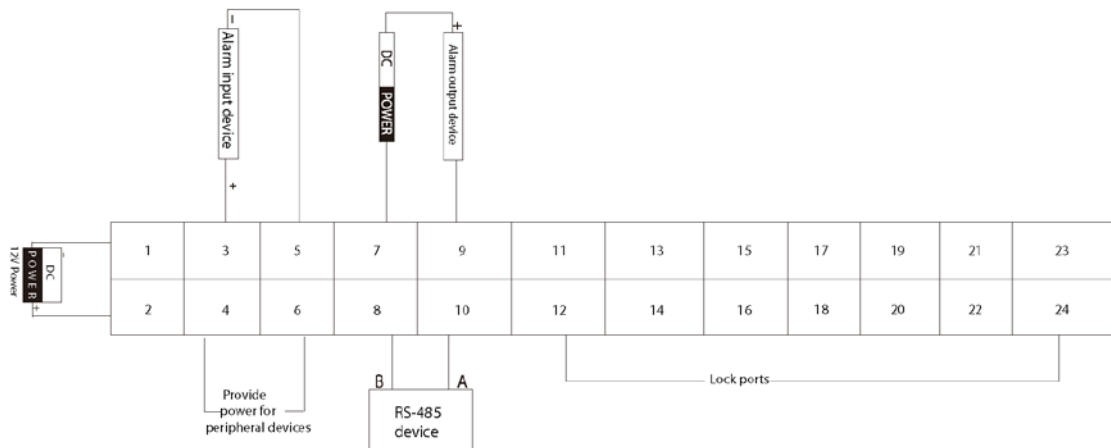 −
Alarm input device
+
DC
POWER
+
Alarm output device
1 3 5 7 9 11 13 15 17 19 21 23
2 4 6 8 10 12 14 16 18 20 22 24
12V Power
POWER
DC
−
+
Provide
power for
peripheral devices
B A
RS-485
device
Lock ports